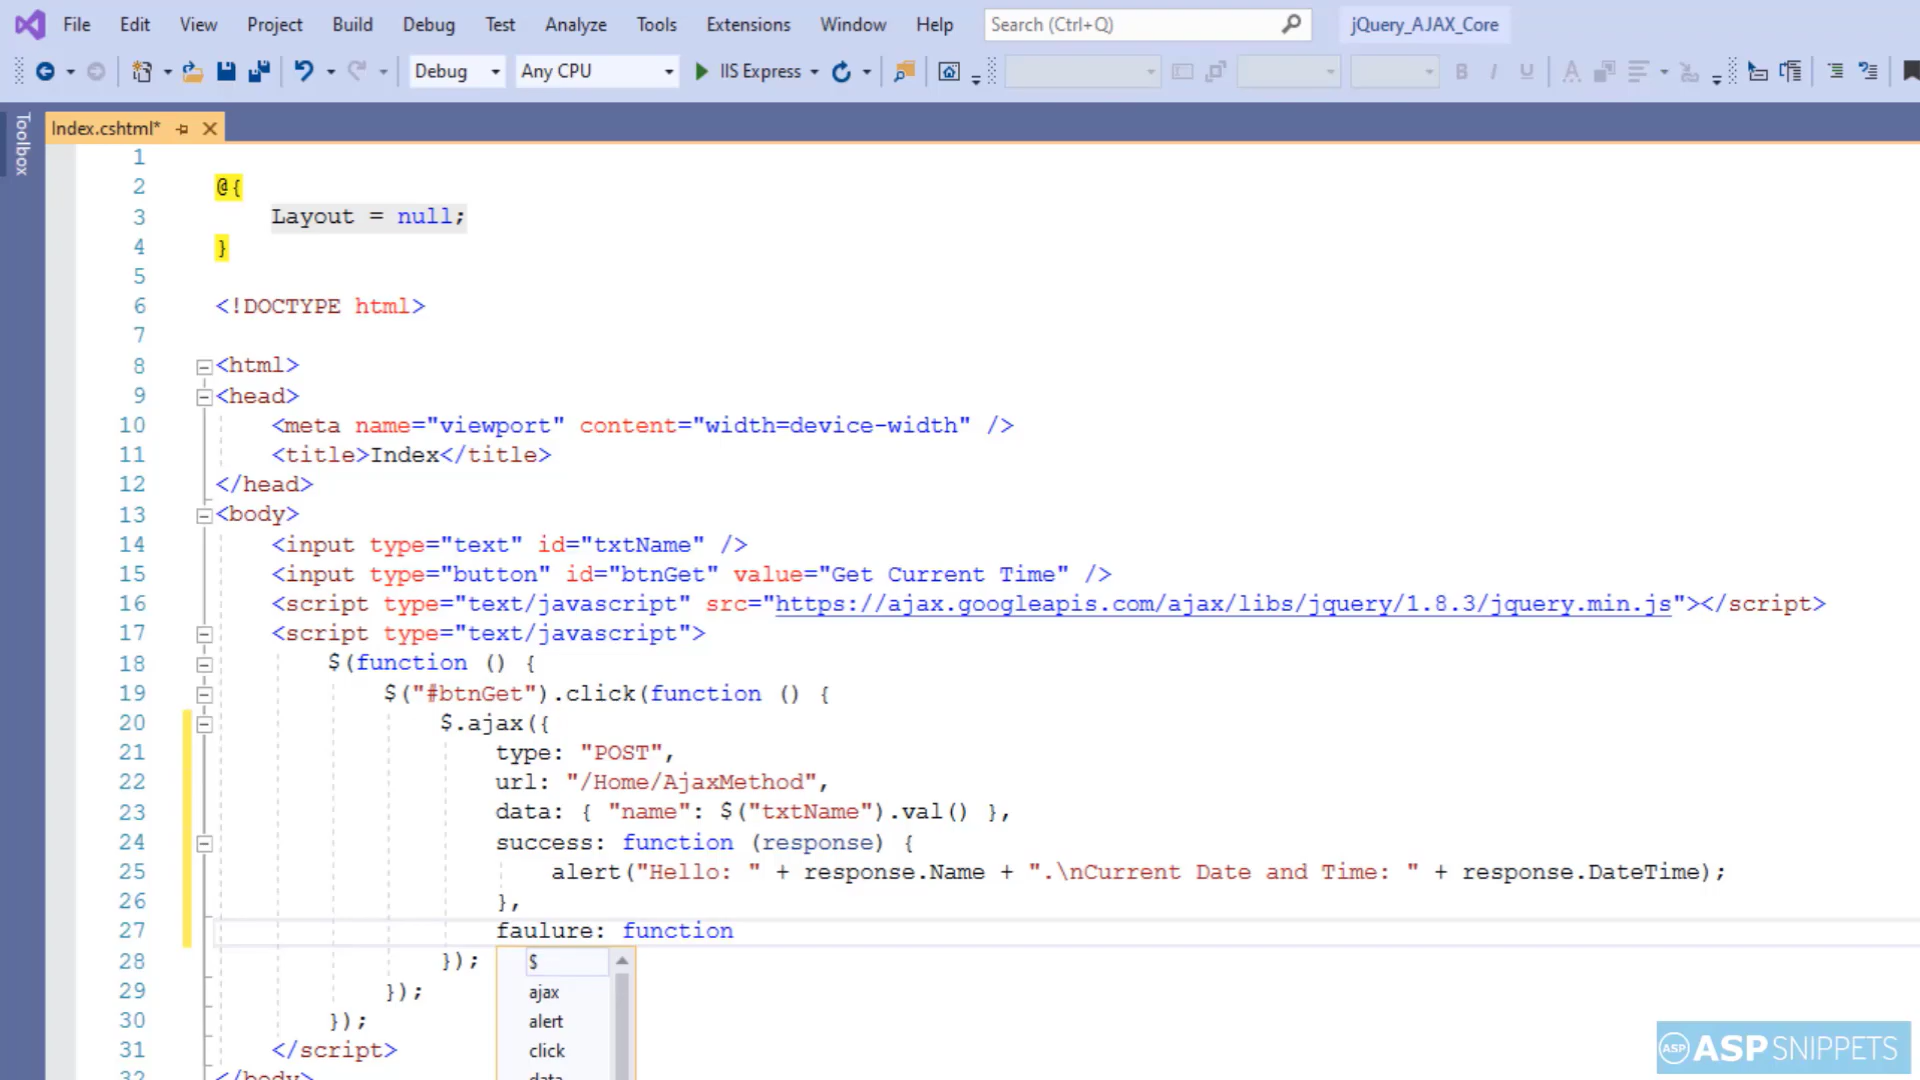 File Edit View Project Build Debug Test Analyze Tools Extensions Window Help Search (Ctrl+Q) jQuery_AJAX_Core
Debug Any CPU IIS Express B I U A
Toolbox
Index.cshtml*
1
2 @{
3 Layout = null;
4 }
5
6 <!DOCTYPE html>
7
8 <html>
9 <head>
10 <meta name="viewport" content="width=device-width" />
11 <title>Index</title>
12 </head>
13 <body>
14 <input type="text" id="txtName" />
15 <input type="button" id="btnGet" value="Get Current Time" />
16 <script type="text/javascript" src="https://ajax.googleapis.com/ajax/libs/jquery/1.8.3/jquery.min.js"></script>
17 <script type="text/javascript">
18 $(function () {
19 $("#btnGet").click(function () {
20 $.ajax({
21 type: "POST",
22 url: "/Home/AjaxMethod",
23 data: { "name": $("txtName").val() },
24 success: function (response) {
25 alert("Hello: " + response.Name + ".\nCurrent Date and Time: " + response.DateTime);
26 },
27 faulure: function
28 });
$
29 });
ajax
30 });
alert
31 </script>
click
32 </body>
data
ASP ASPSNIPPETS